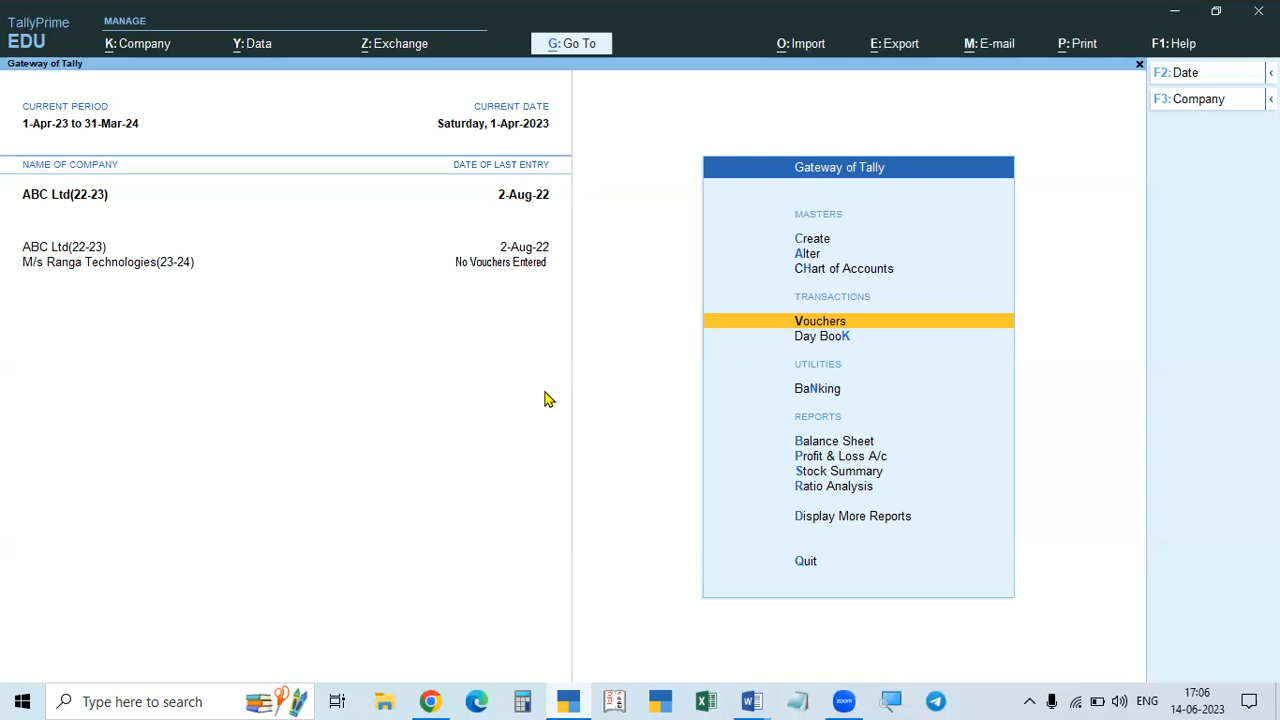 TallyPrime
EDU
MANAGE
K: Company
Y: Data
Z: Exchange
G: Go To
O: Import
E: Export
M: E-mail
P: Print
F1: Help
Gateway of Tally
F2: Date
F3: Company
CURRENT PERIOD
CURRENT DATE
1-Apr-23 to 31-Mar-24
Saturday, 1-Apr-2023
NAME OF COMPANY
DATE OF LAST ENTRY
ABC Ltd(22-23)
2-Aug-22
ABC Ltd(22-23)
2-Aug-22
M/s Ranga Technologies(23-24)
No Vouchers Entered
Gateway of Tally
MASTERS
Create
Alter
CHart of Accounts
TRANSACTIONS
Vouchers
Day BooK
UTILITIES
BaNking
REPORTS
Balance Sheet
Profit & Loss A/c
Stock Summary
Ratio Analysis
Display More Reports
Quit
Type here to search
zoom
ENG
17:06
14-06-2023